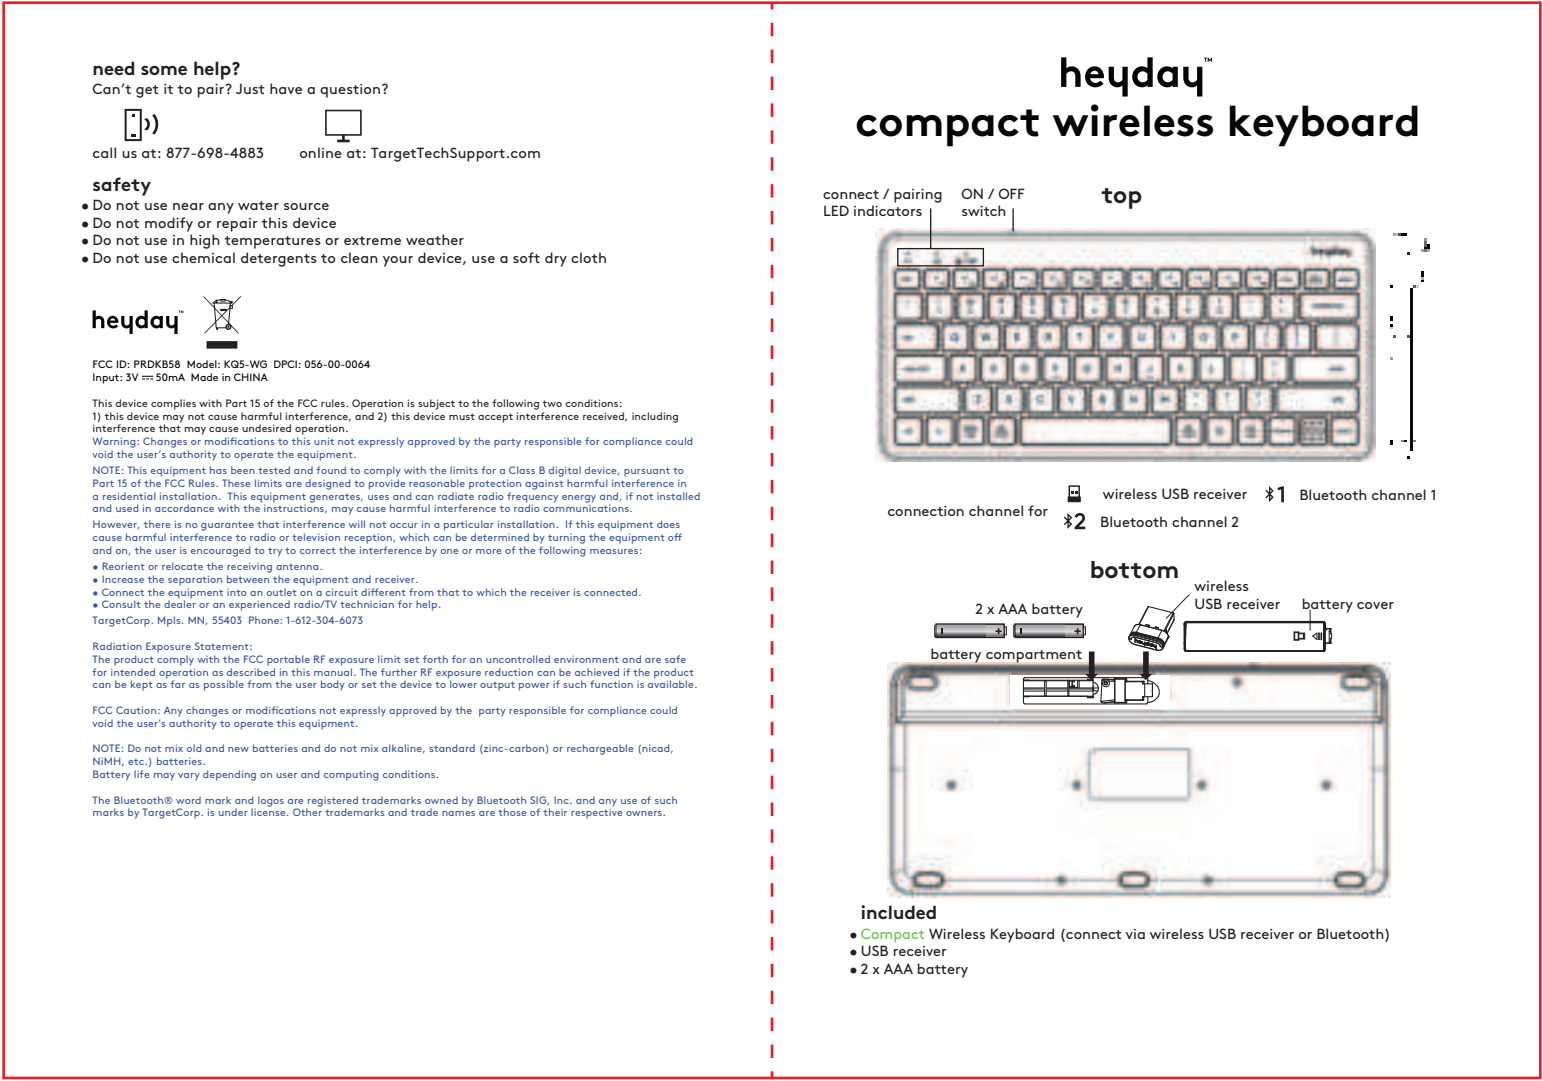 need some help?
Can't get it to pair? Just have a question?
call us at: 877-698-4883
online at: TargetTechSupport.com
safety
• Do not use near any water source
• Do not modify or repair this device
• Do not use in high temperatures or extreme weather
• Do not use chemical detergents to clean your device, use a soft dry cloth
heyday™
FCC ID: PRDKB58 Model: KQ5-WG DPCI: 056-00-0064
Input: 3V ⎓ 50mA Made in CHINA
This device complies with Part 15 of the FCC rules. Operation is subject to the following two conditions:
1) this device may not cause harmful interference, and 2) this device must accept interference received, including
interference that may cause undesired operation.
Warning: Changes or modifications to this unit not expressly approved by the party responsible for compliance could
void the user's authority to operate the equipment.
NOTE: This equipment has been tested and found to comply with the limits for a Class B digital device, pursuant to
Part 15 of the FCC Rules. These limits are designed to provide reasonable protection against harmful interference in
a residential installation. This equipment generates, uses and can radiate radio frequency energy and, if not installed
and used in accordance with the instructions, may cause harmful interference to radio communications.
However, there is no guarantee that interference will not occur in a particular installation. If this equipment does
cause harmful interference to radio or television reception, which can be determined by turning the equipment off
and on, the user is encouraged to try to correct the interference by one or more of the following measures:
• Reorient or relocate the receiving antenna.
• Increase the separation between the equipment and receiver.
• Connect the equipment into an outlet on a circuit different from that to which the receiver is connected.
• Consult the dealer or an experienced radio/TV technician for help.
TargetCorp. Mpls. MN, 55403 Phone: 1-612-304-6073
Radiation Exposure Statement:
The product comply with the FCC portable RF exposure limit set forth for an uncontrolled environment and are safe
for intended operation as described in this manual. The further RF exposure reduction can be achieved if the product
can be kept as far as possible from the user body or set the device to lower output power if such function is available.
FCC Caution: Any changes or modifications not expressly approved by the party responsible for compliance could
void the user's authority to operate this equipment.
NOTE: Do not mix old and new batteries and do not mix alkaline, standard (zinc-carbon) or rechargeable (nicad,
NiMH, etc.) batteries.
Battery life may vary depending on user and computing conditions.
The Bluetooth® word mark and logos are registered trademarks owned by Bluetooth SIG, Inc. and any use of such
marks by TargetCorp. is under license. Other trademarks and trade names are those of their respective owners.
heyday™
compact wireless keyboard
connect / pairing
LED indicators
ON / OFF
switch
top
heyday
connection channel for
wireless USB receiver
1 Bluetooth channel 1
2 Bluetooth channel 2
bottom
2 x AAA battery
wireless
USB receiver
battery cover
battery compartment
included
• Compact Wireless Keyboard (connect via wireless USB receiver or Bluetooth)
• USB receiver
• 2 x AAA battery